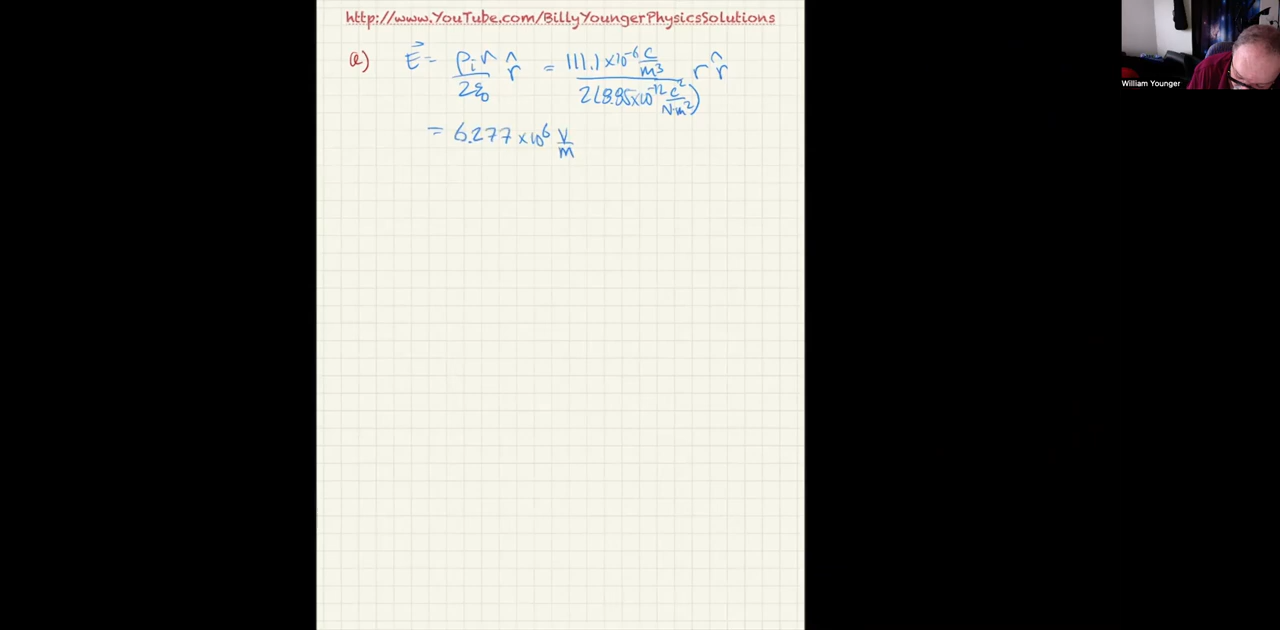 http://www.YouTube.com/BillyYoungerPhysicsSolutions
a) E⃗ = ρᵢr/2ε₀ r̂ = 111.1×10⁻⁶ C/m³ / 2(8.85×10⁻¹² C²/N·m²) r r̂
= 6.277×10⁶ V/m
William Younger